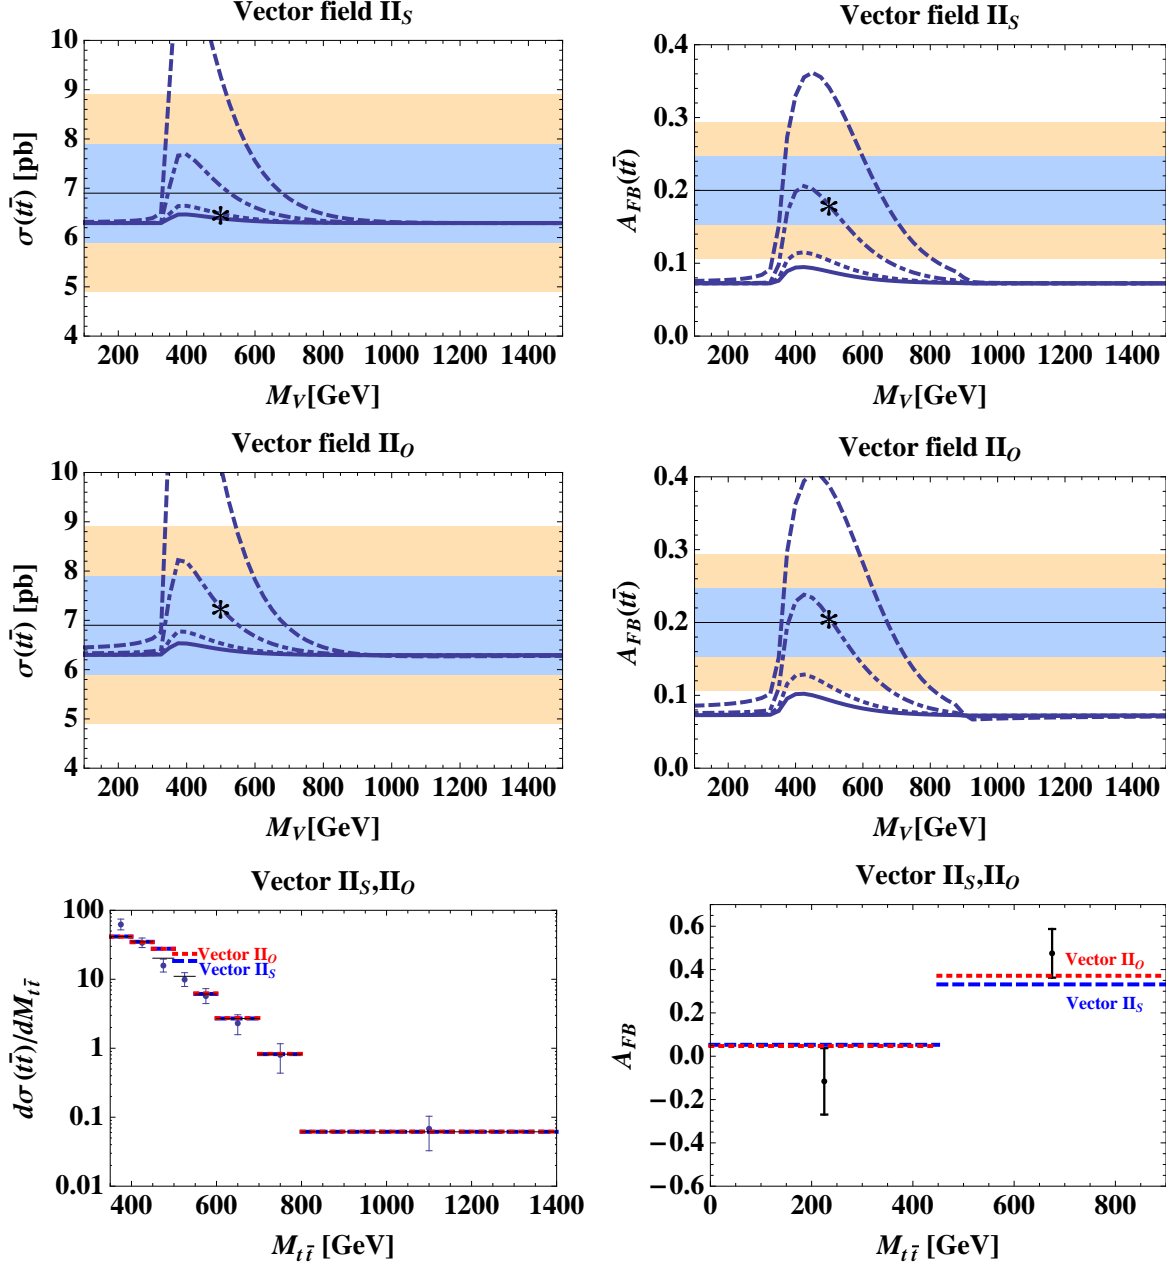 Vector field II_S
σ(tt̄) [pb]
10
9
8
7
6
5
4
200 400 600 800 1000 1200 1400
M_V[GeV]
Vector field II_S
A_FB(tt̄)
0.4
0.3
0.2
0.1
0.0
200 400 600 800 1000 1200 1400
M_V[GeV]
Vector field II_O
σ(tt̄) [pb]
10
9
8
7
6
5
4
200 400 600 800 1000 1200 1400
M_V[GeV]
Vector field II_O
A_FB(tt̄)
0.4
0.3
0.2
0.1
0.0
200 400 600 800 1000 1200 1400
M_V[GeV]
Vector II_S,II_O
dσ(tt̄)/dM_tt̄
100
10
1
0.1
0.01
Vector II_O
Vector II_S
400 600 800 1000 1200 1400
M_tt̄ [GeV]
Vector II_S,II_O
A_FB
0.6
0.4
0.2
0.0
−0.2
−0.4
−0.6
Vector II_O
Vector II_S
0 200 400 600 800
M_tt̄ [GeV]